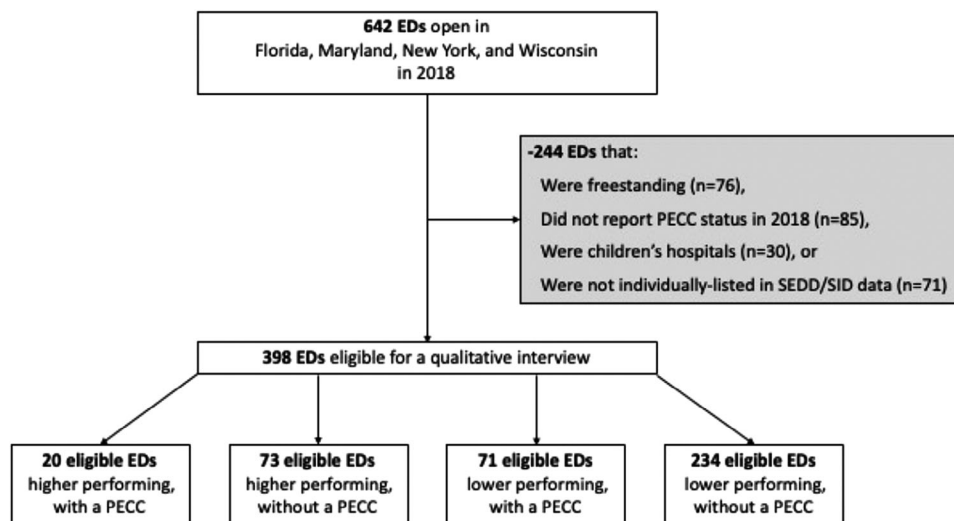 642 EDs open in
Florida, Maryland, New York, and Wisconsin
in 2018
-244 EDs that:
Were freestanding (n=76),
Did not report PECC status in 2018 (n=85),
Were children's hospitals (n=30), or
Were not individually-listed in SEDD/SID data (n=71)
398 EDs eligible for a qualitative interview
20 eligible EDs
higher performing,
with a PECC
73 eligible EDs
higher performing,
without a PECC
71 eligible EDs
lower performing,
with a PECC
234 eligible EDs
lower performing,
without a PECC